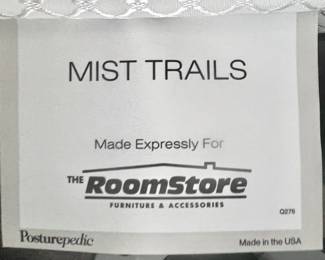 MIST TRAILS
Made Expressly For
THE RoomStore
FURNITURE & ACCESSORIES
Q276
Posturepedic
Made in the USA